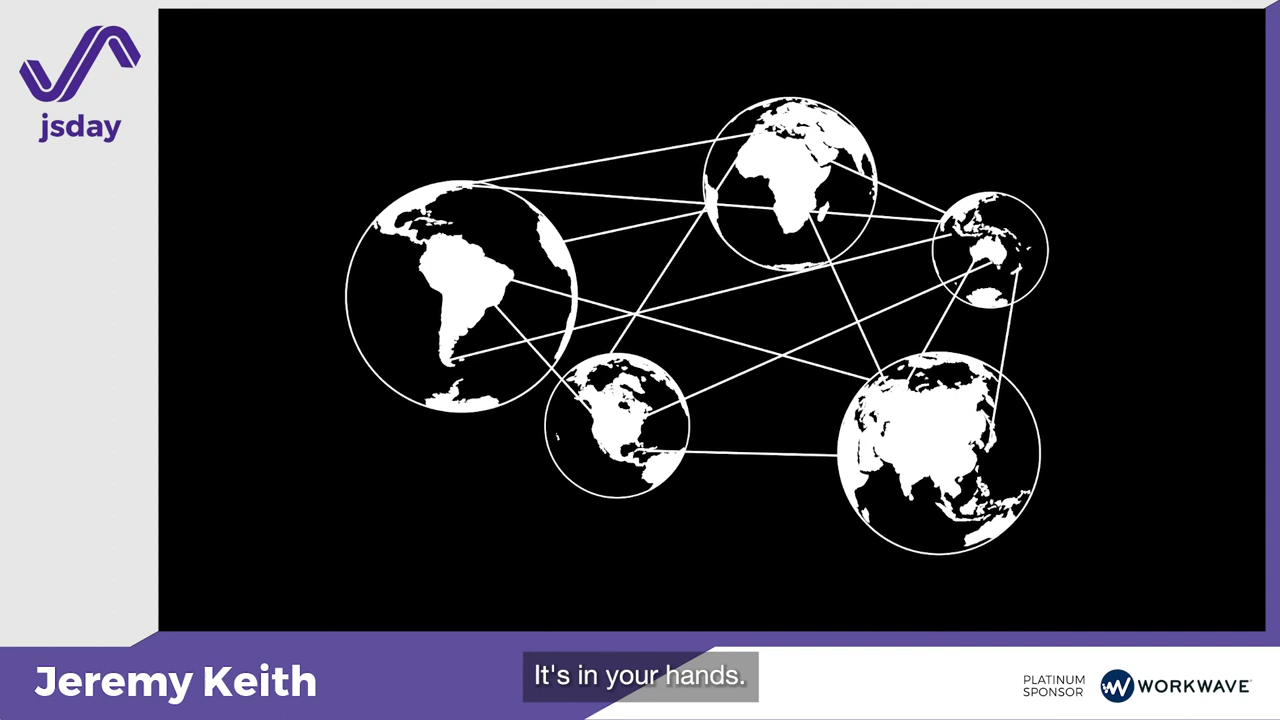 jsday
Jeremy Keith
It's in your hands.
PLATINUM
SPONSOR
WORKWAVE